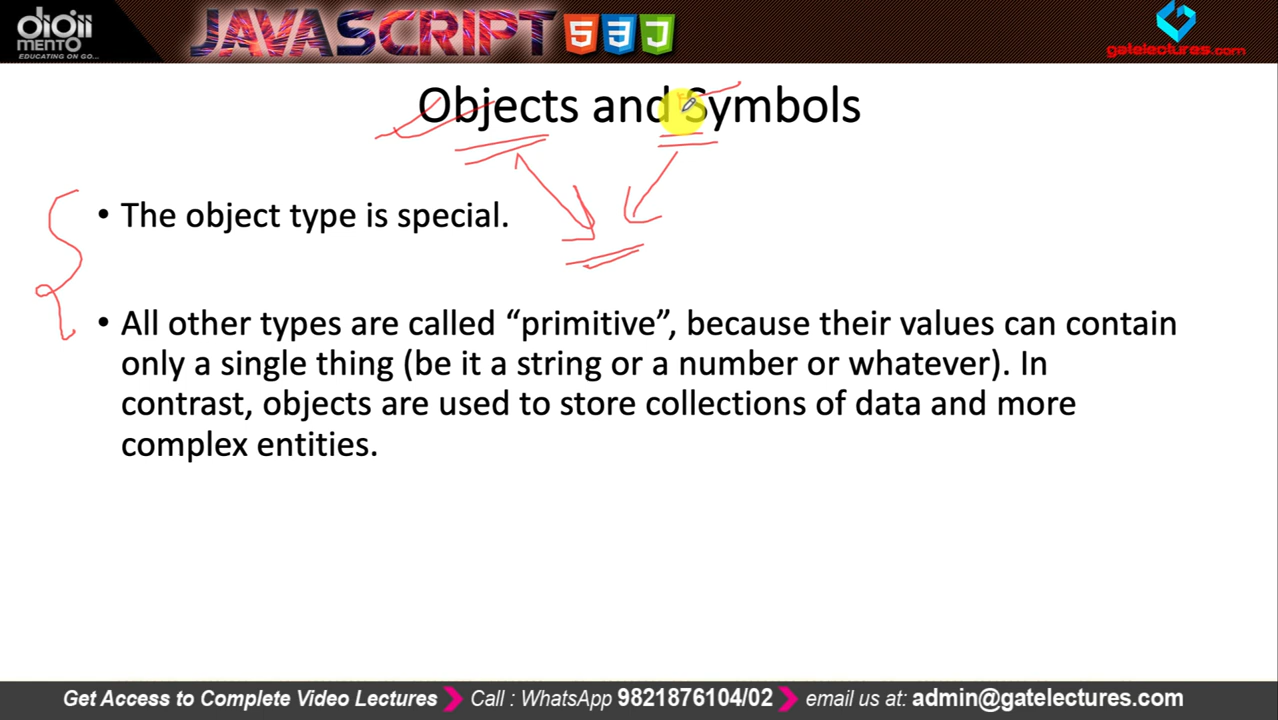 didii
MENTO
EDUCATING ON GO...
JAVASCRIPT
gatelectures.com
Objects and Symbols
• The object type is special.
• All other types are called “primitive”, because their values can contain
only a single thing (be it a string or a number or whatever). In
contrast, objects are used to store collections of data and more
complex entities.
Get Access to Complete Video Lectures Call : WhatsApp 9821876104/02 email us at: admin@gatelectures.com